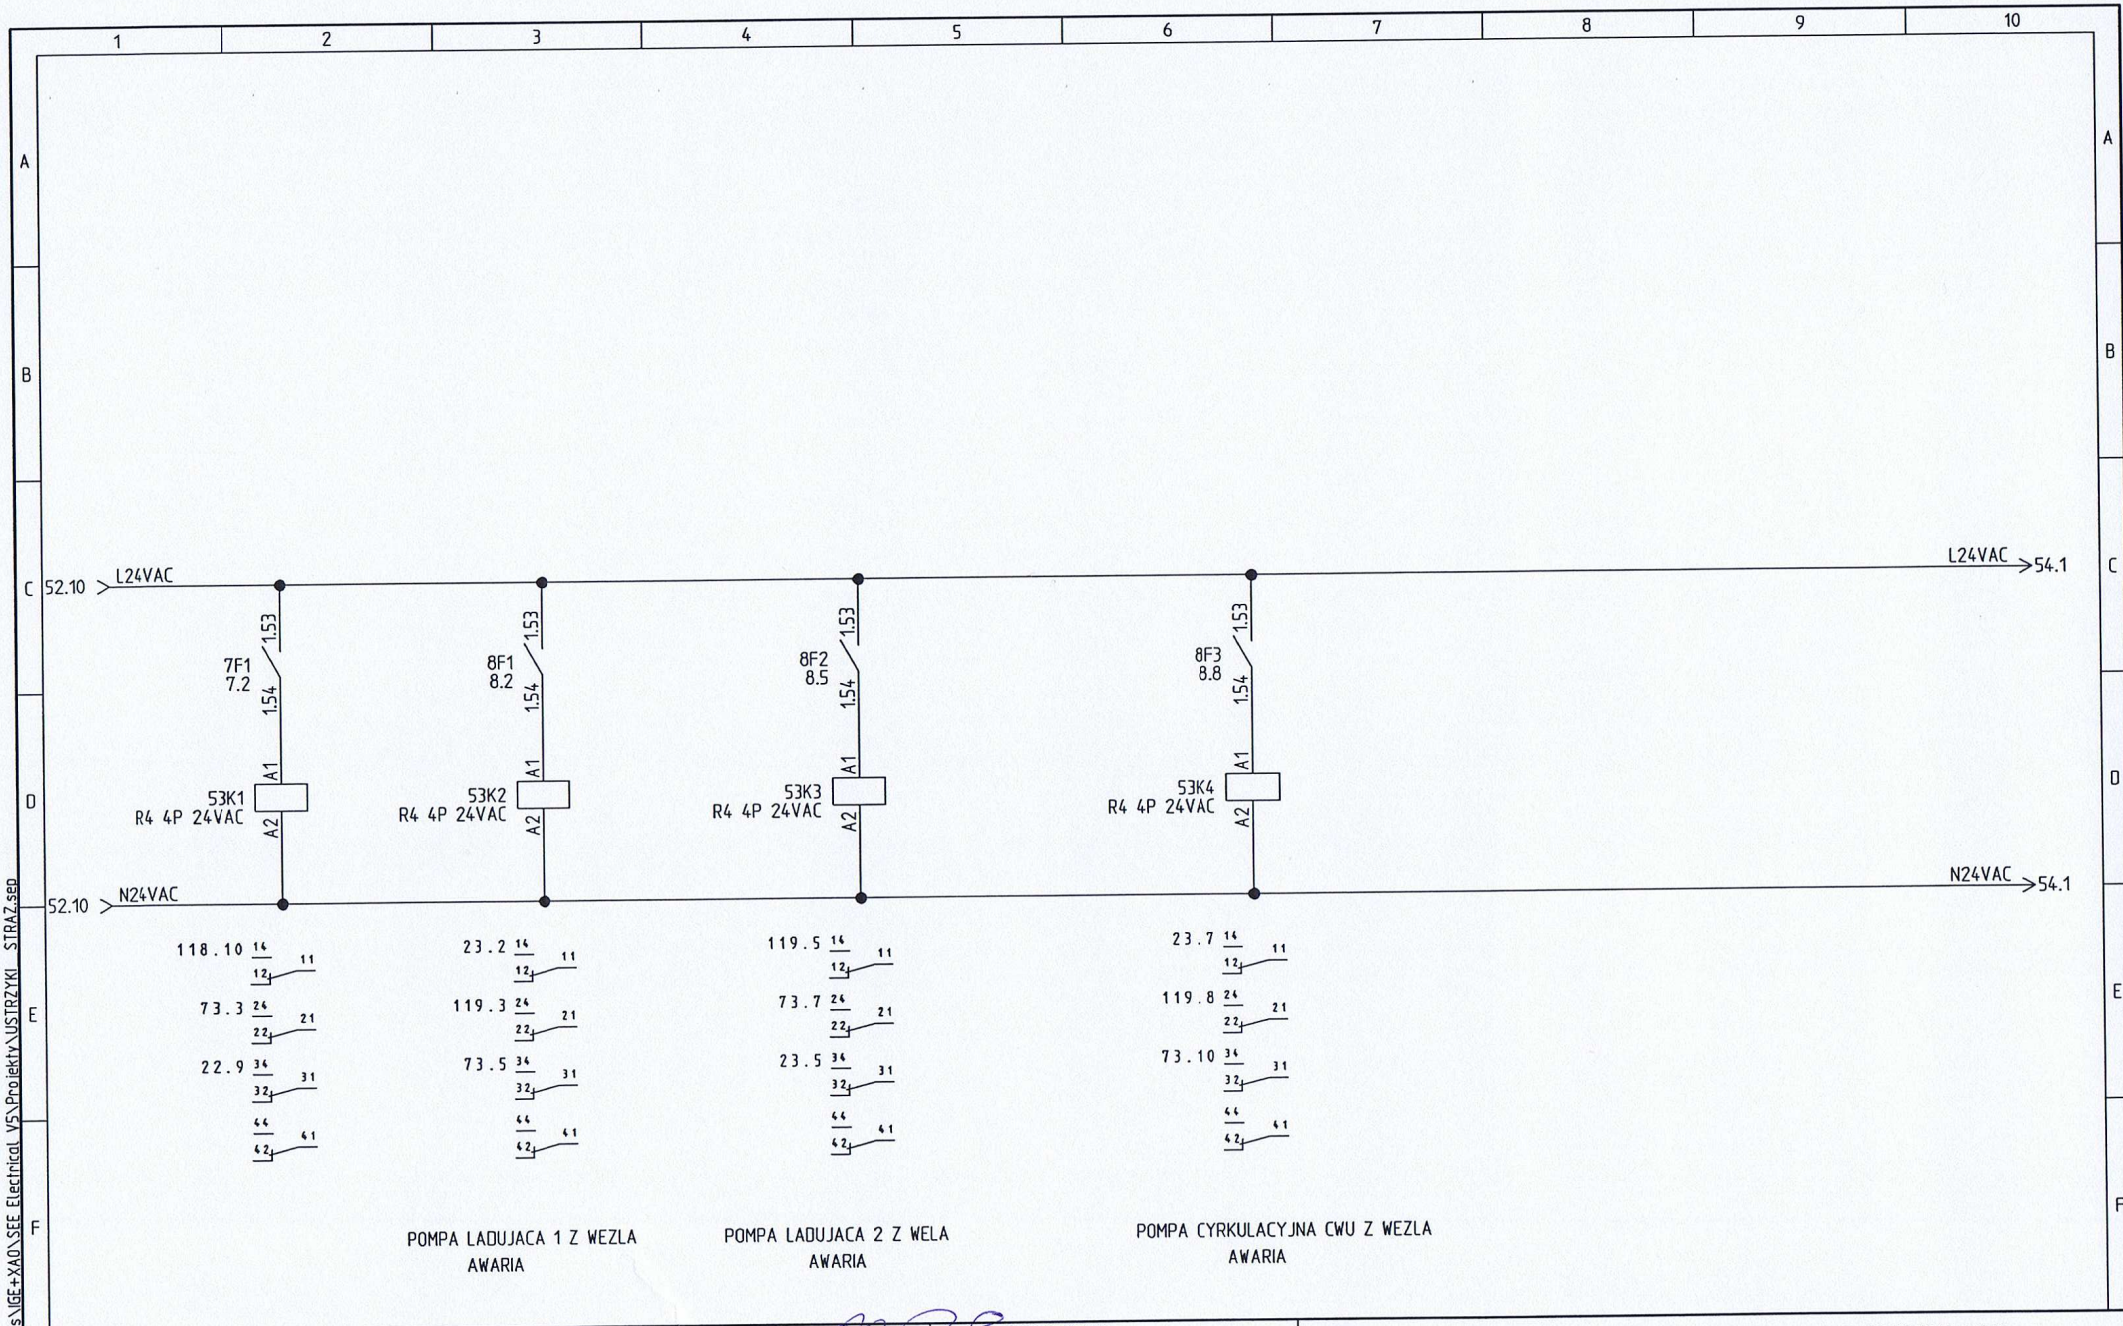 1 2 3 4 5 6 7 8 9 10
A A
B B
C C
D D
E E
F F
52.10 L24VAC L24VAC 54.1
1.53 1.53 1.53 1.53
7F1 8F1 8F2 8F3
7.2 8.2 8.5 8.8
1.54 1.54 1.54 1.54
A1 A1 A1 A1
53K1 53K2 53K3 53K4
R4 4P 24VAC R4 4P 24VAC R4 4P 24VAC R4 4P 24VAC
A2 A2 A2 A2
52.10 N24VAC N24VAC 54.1
118.10 14 11 23.2 14 11 119.5 14 11 23.7 14 11
12 12 12 12
73.3 24 21 119.3 24 21 73.7 24 21 119.8 24 21
22 22 22 22
22.9 34 31 73.5 34 31 23.5 34 31 73.10 34 31
32 32 32 32
44 41 44 41 44 41 44 41
42 42 42 42
POMPA LADUJACA 1 Z WEZLA POMPA LADUJACA 2 Z WELA POMPA CYRKULACYJNA CWU Z WEZLA
AWARIA AWARIA AWARIA
s\IGE+XAO\SEE Electrical V5\Projekty\USTRZYKI_STRAZ.sep